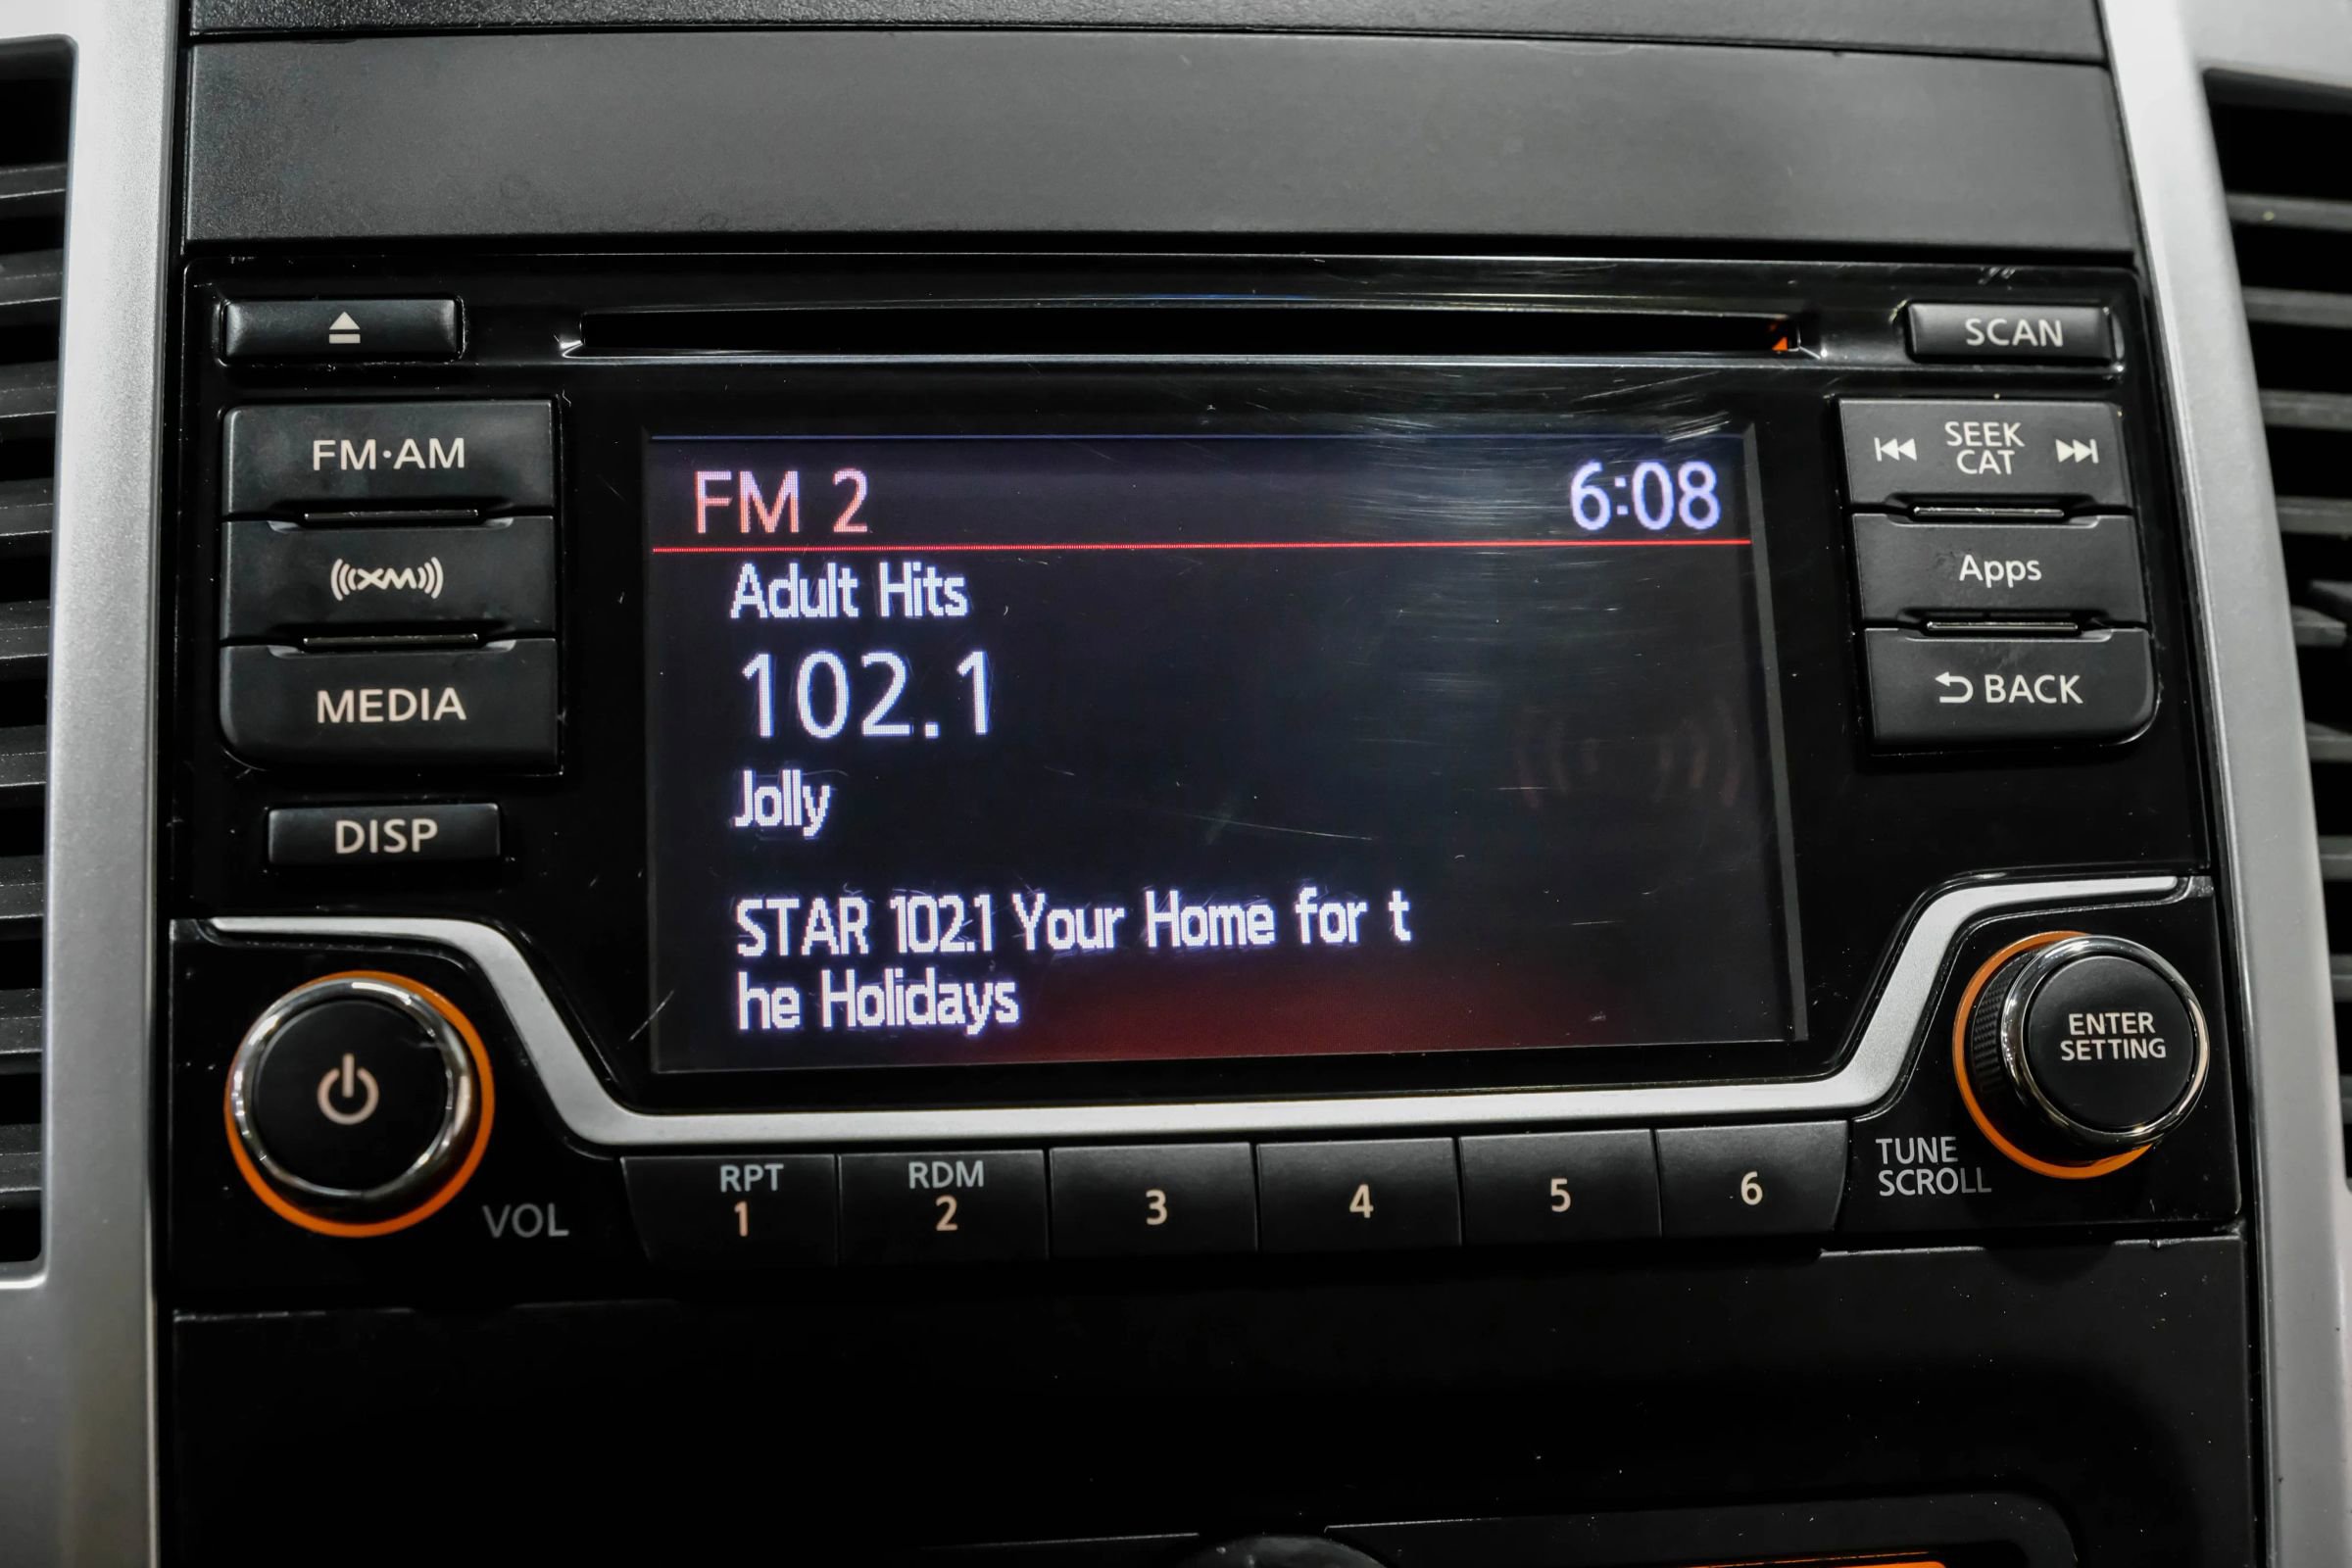 SCAN
FM·AM
SEEK
CAT
FM 2
6:08
XM
Apps
Adult Hits
102.1
MEDIA
BACK
Jolly
DISP
STAR 102.1 Your Home for t
he Holidays
ENTER
SETTING
VOL
RPT
1
RDM
2
3
4
5
6
TUNE
SCROLL